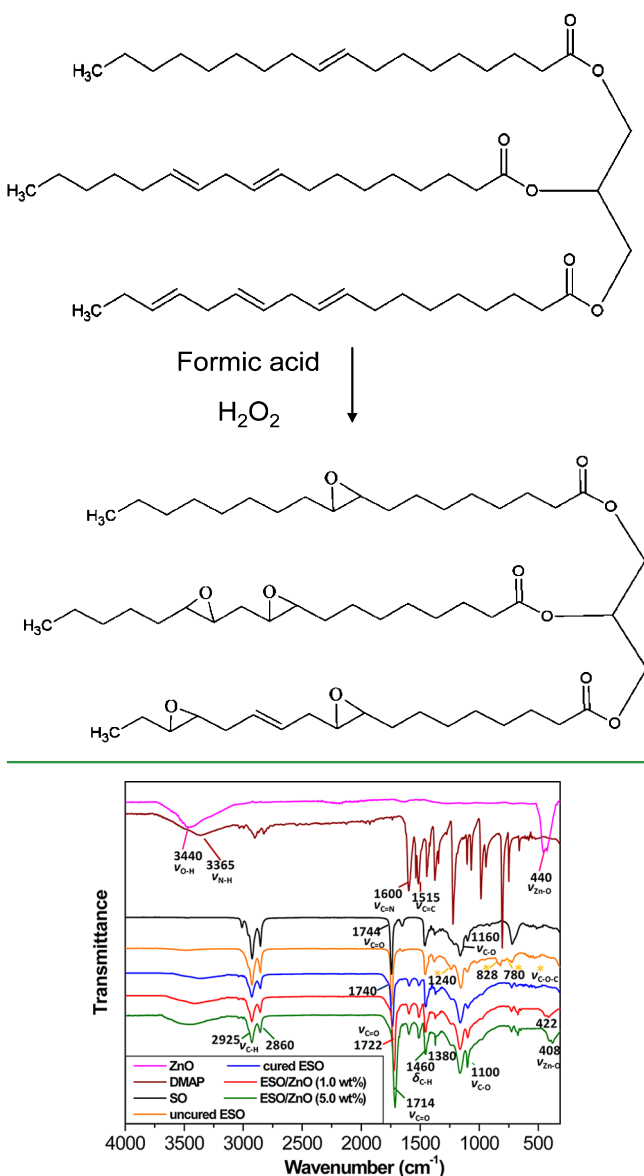 O
H₃C
O
O
H₃C
O
O
H₃C
O
Formic acid
H₂O₂
O
O
H₃C
O
O
O
O
H₃C
O
O
O
O
H₃C
O
3440
νO-H
3365
νN-H
1600
νC=N
1515
νC=C
440
νZn-O
1744
νC=O
1160
νC-O
* 1240
* 828 780 *
*
νC-O-C
1740
2925
νC-H
2860
νC=O
1722
1460
δC-H
1380
1100
νC-O
422
408
νZn-O
1714
νC=O
ZnO
cured ESO
DMAP
ESO/ZnO (1.0 wt%)
SO
ESO/ZnO (5.0 wt%)
uncured ESO
Transmittance
4000 3500 3000 2500 2000 1500 1000 500
Wavenumber (cm⁻¹)